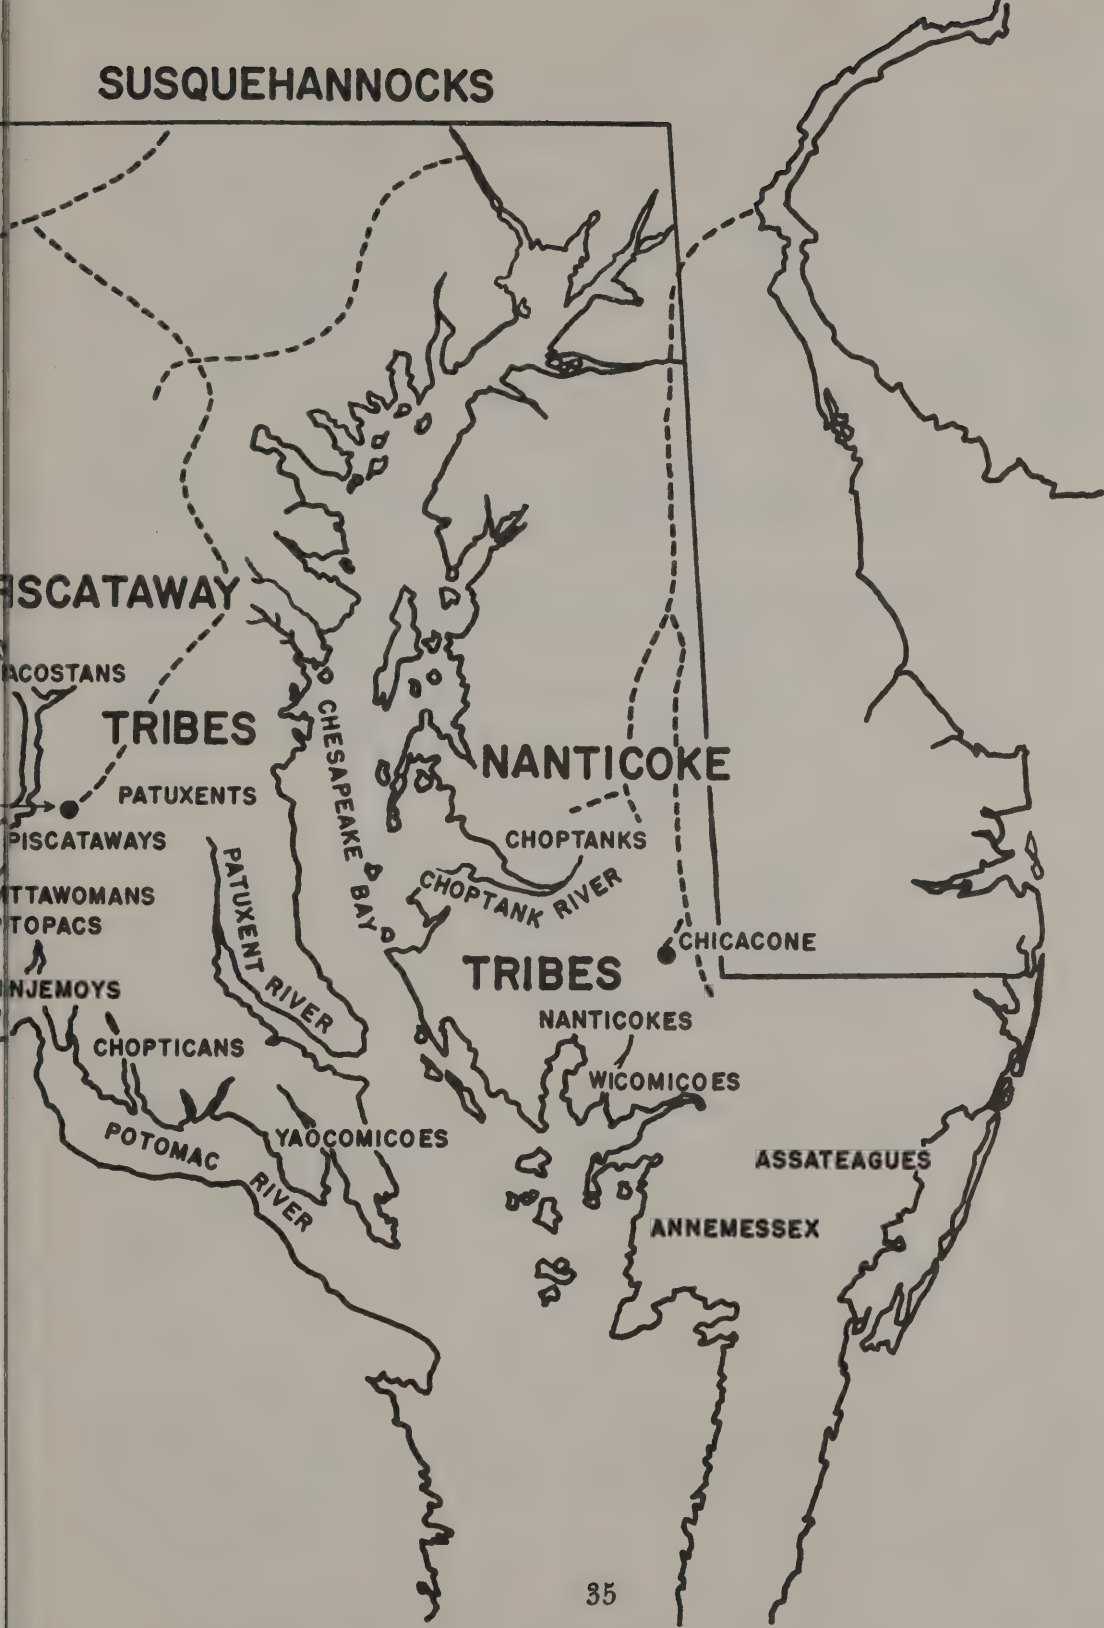 SUSQUEHANNOCKS
ISCATAWAY
ACOSTANS
TRIBES
PATUXENTS
PISCATAWAYS
TTAWOMANS
TOPACS
NJEMOYS
CHOPTICANS
PATUXENT RIVER
CHESAPEAKE BAY
NANTICOKE
CHOPTANKS
CHOPTANK RIVER
CHICACONE
TRIBES
NANTICOKES
WICOMICOES
POTOMAC RIVER
YAOCOMICOES
ASSATEAGUES
ANNEMESSEX
35